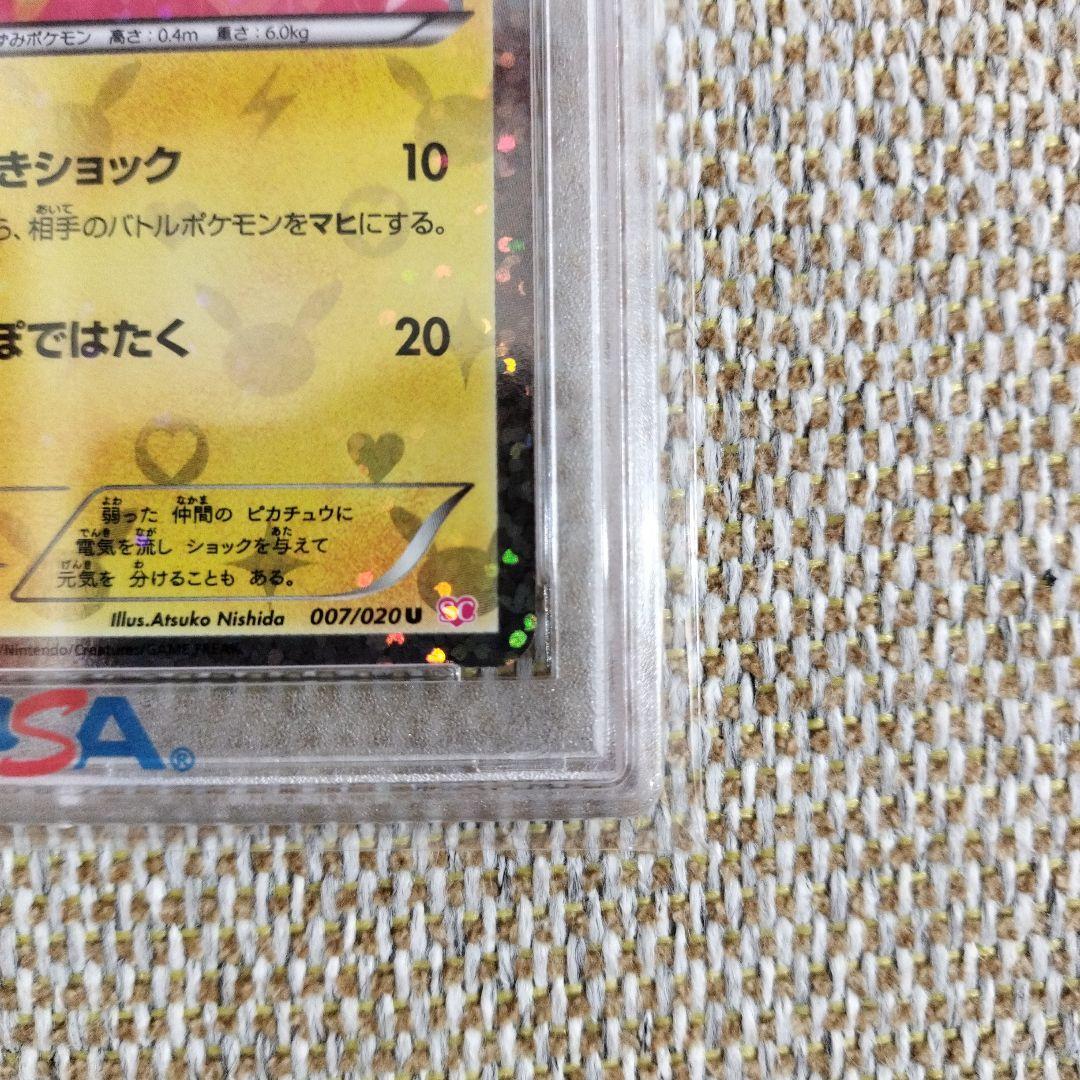 ずみポケモン 高さ:0.4m 重さ:6.0kg
きショック 10
ら、相手のバトルポケモンをマヒにする。
ぽではたく 20
弱った 仲間の ピカチュウに
電気を流し ショックを与えて
元気を 分けることも ある。
Illus.Atsuko Nishida 007/020 U SC
/Nintendo/Creatures/GAME FREAK.
PSA®